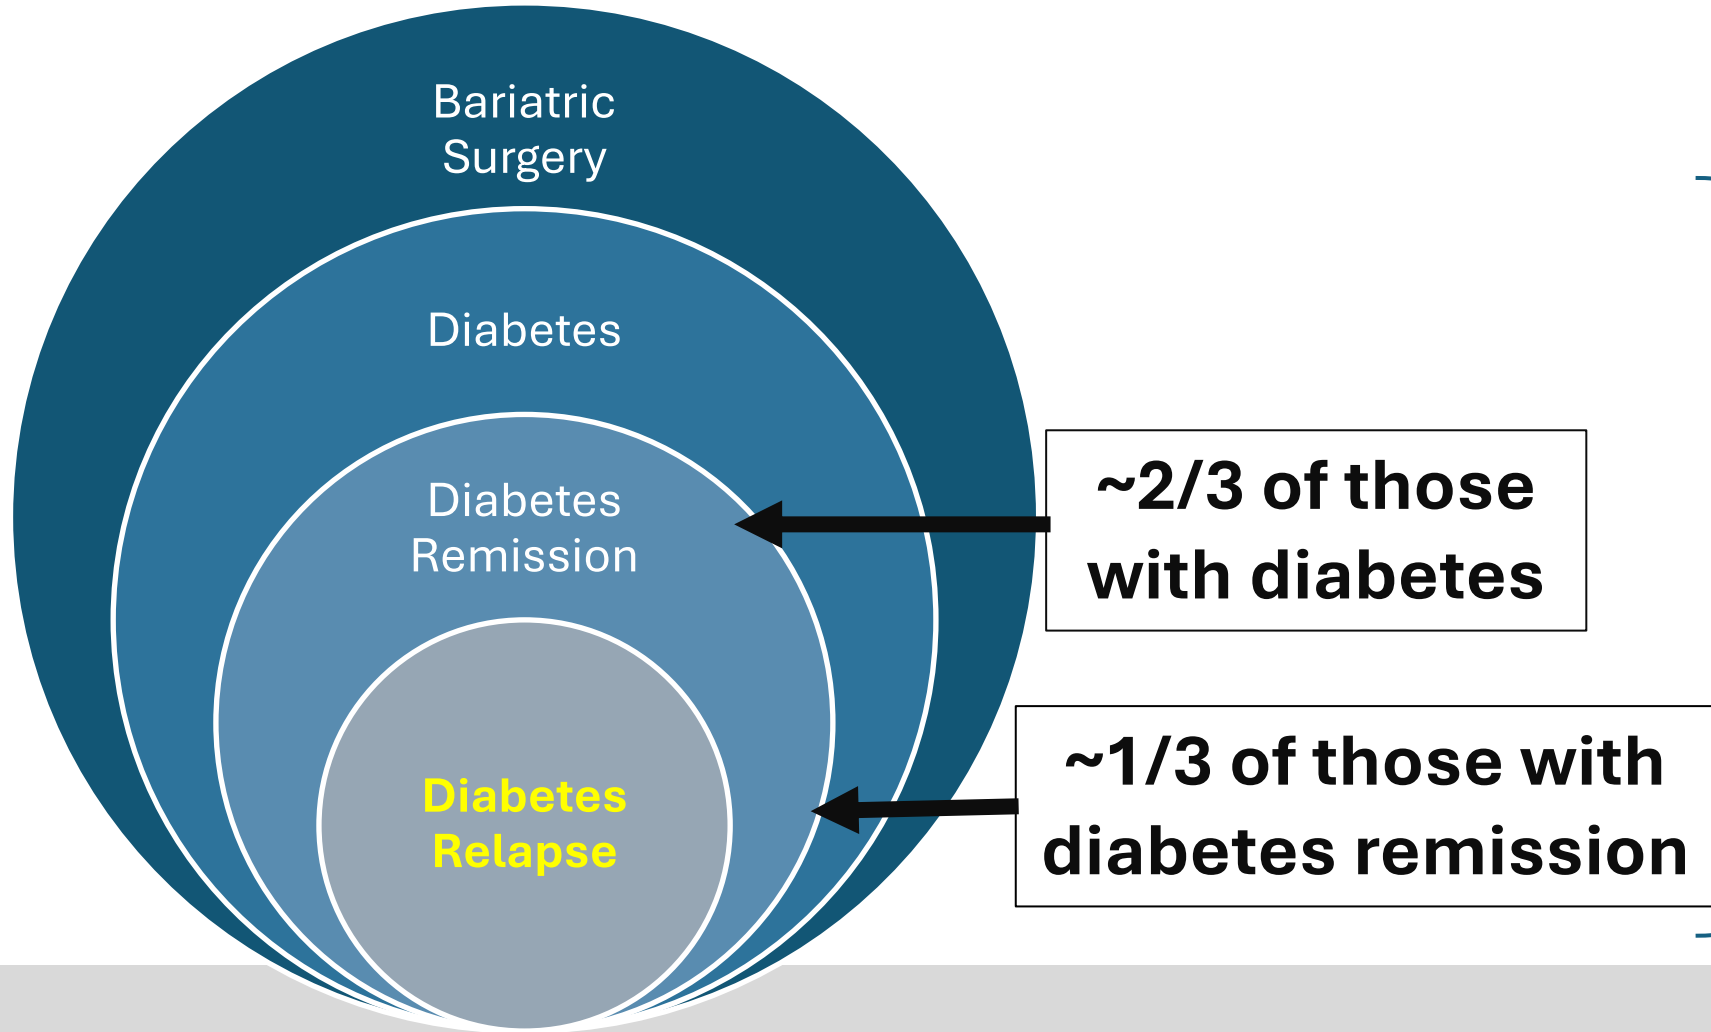 Bariatric
Surgery
Diabetes
Diabetes
Remission
Diabetes
Relapse
~2/3 of those
with diabetes
~1/3 of those with
diabetes remission